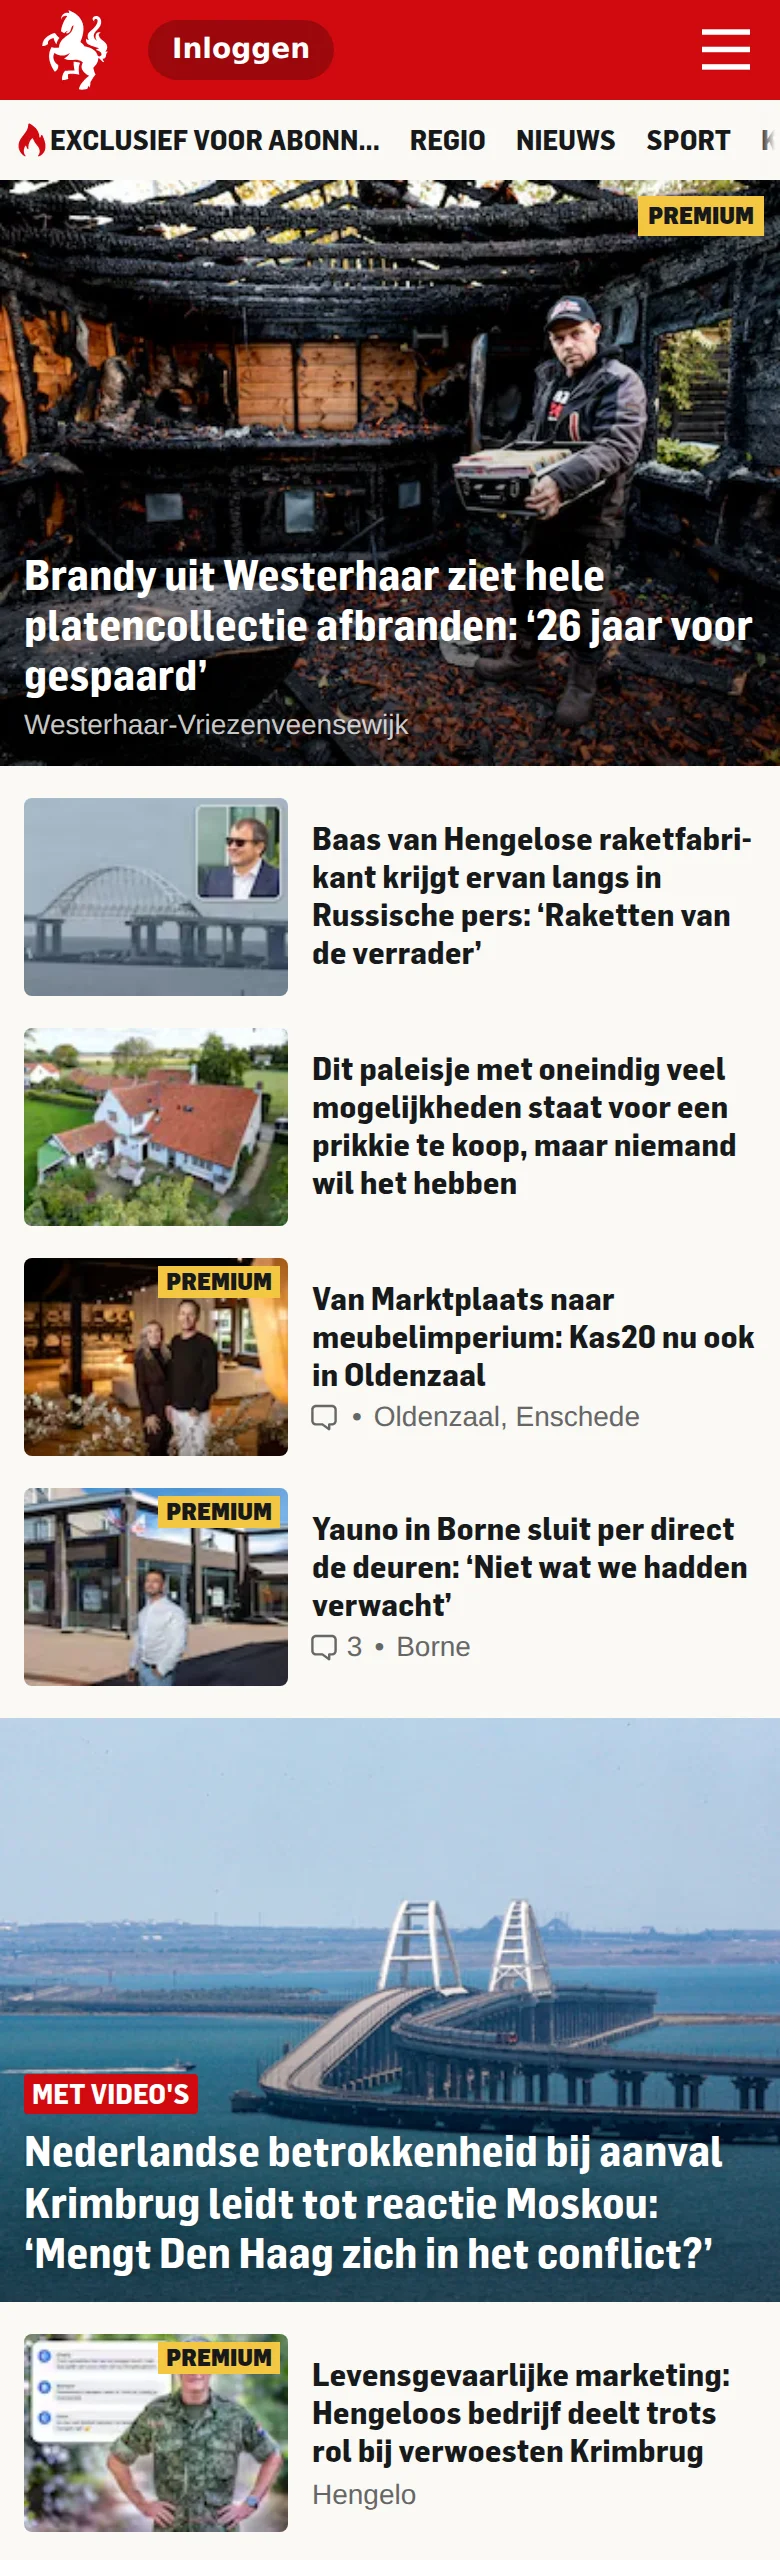 Inloggen
EXCLUSIEF VOOR ABONN... REGIO NIEUWS SPORT
PREMIUM
Brandy uit Westerhaar ziet hele
platencollectie afbranden: ‘26 jaar voor
gespaard’
Westerhaar-Vriezenveensewijk
Baas van Hengelose raketfabri-
kant krijgt ervan langs in
Russische pers: ‘Raketten van
de verrader’
Dit paleisje met oneindig veel
mogelijkheden staat voor een
prikkie te koop, maar niemand
wil het hebben
PREMIUM
Van Marktplaats naar
meubelimperium: Kas20 nu ook
in Oldenzaal
• Oldenzaal, Enschede
PREMIUM
Yauno in Borne sluit per direct
de deuren: ‘Niet wat we hadden
verwacht’
3 • Borne
MET VIDEO'S
Nederlandse betrokkenheid bij aanval
Krimbrug leidt tot reactie Moskou:
‘Mengt Den Haag zich in het conflict?’
PREMIUM
Levensgevaarlijke marketing:
Hengeloos bedrijf deelt trots
rol bij verwoesten Krimbrug
Hengelo